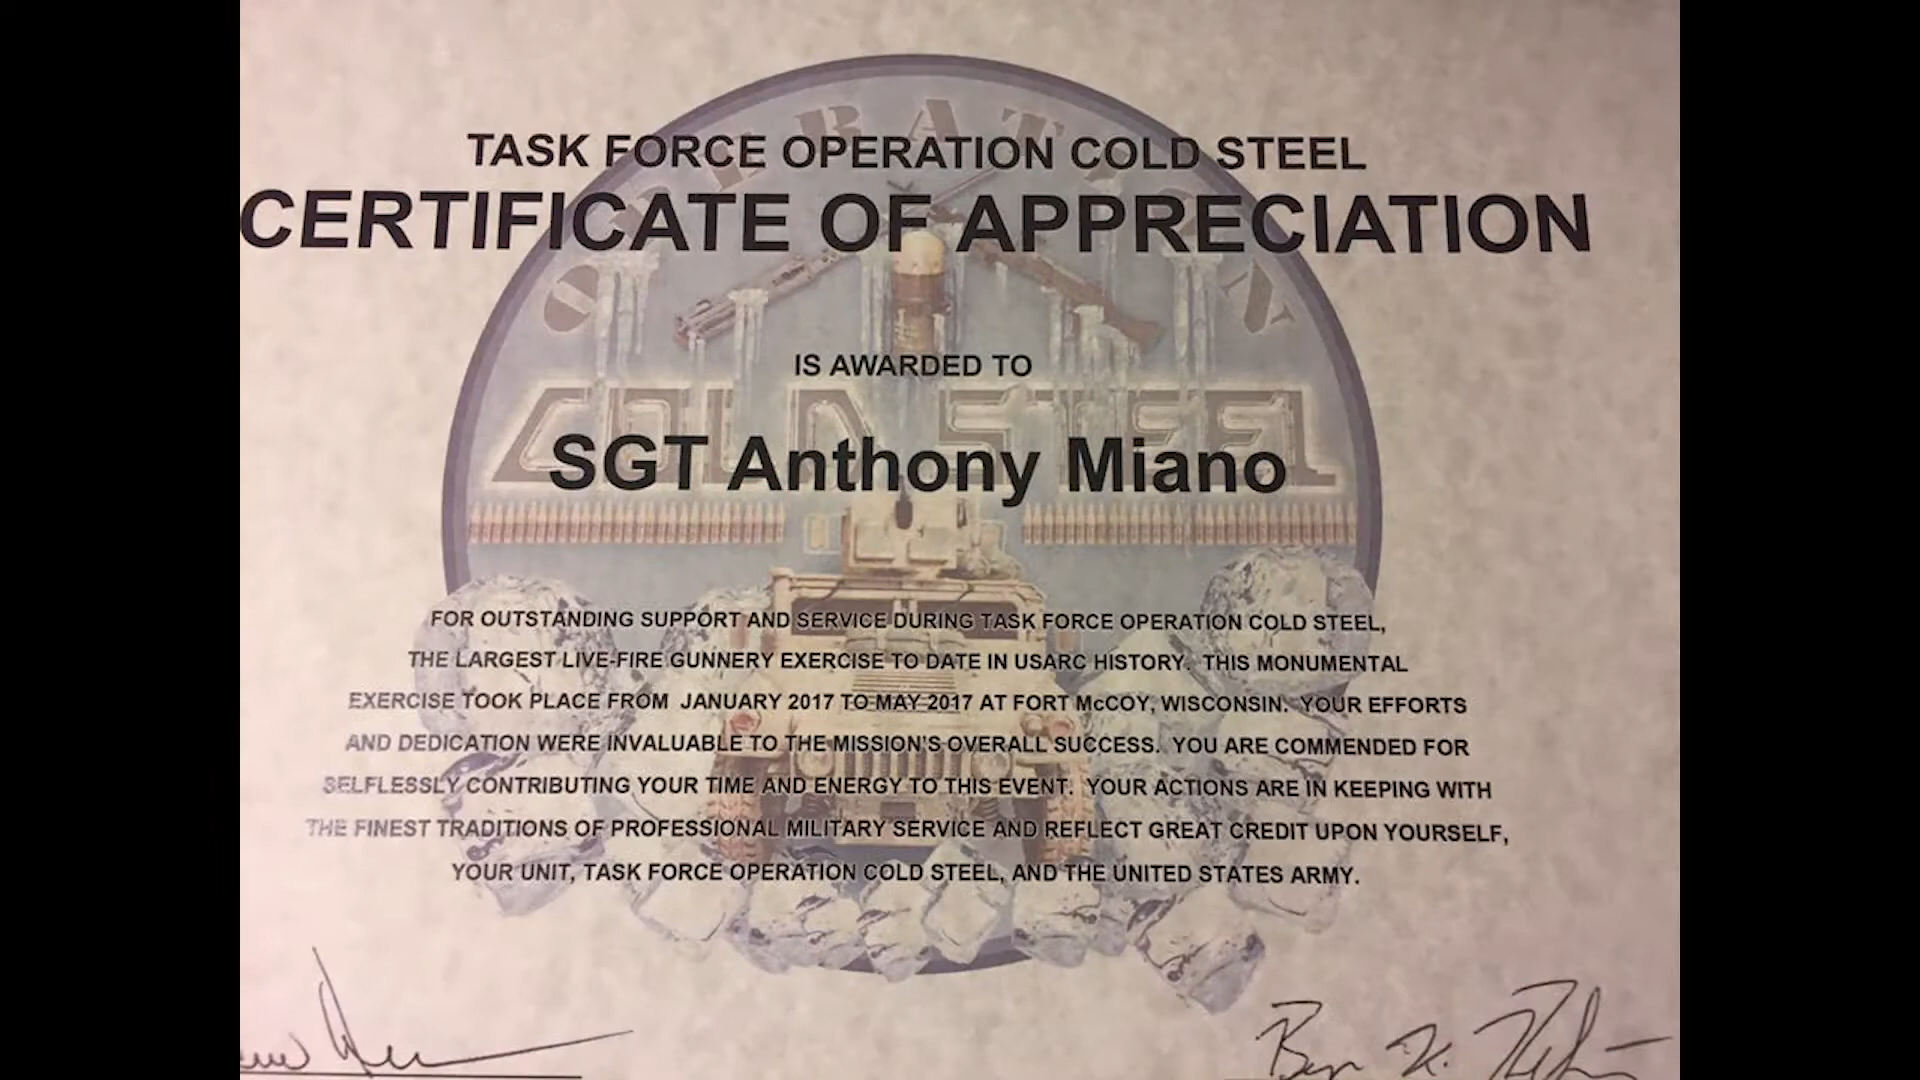 OPERATION
TASK FORCE OPERATION COLD STEEL
CERTIFICATE OF APPRECIATION
IS AWARDED TO
COLD STEEL
SGT Anthony Miano
FOR OUTSTANDING SUPPORT AND SERVICE DURING TASK FORCE OPERATION COLD STEEL,
THE LARGEST LIVE-FIRE GUNNERY EXERCISE TO DATE IN USARC HISTORY. THIS MONUMENTAL
EXERCISE TOOK PLACE FROM JANUARY 2017 TO MAY 2017 AT FORT McCOY, WISCONSIN. YOUR EFFORTS
AND DEDICATION WERE INVALUABLE TO THE MISSION'S OVERALL SUCCESS. YOU ARE COMMENDED FOR
SELFLESSLY CONTRIBUTING YOUR TIME AND ENERGY TO THIS EVENT. YOUR ACTIONS ARE IN KEEPING WITH
THE FINEST TRADITIONS OF PROFESSIONAL MILITARY SERVICE AND REFLECT GREAT CREDIT UPON YOURSELF,
YOUR UNIT, TASK FORCE OPERATION COLD STEEL, AND THE UNITED STATES ARMY.